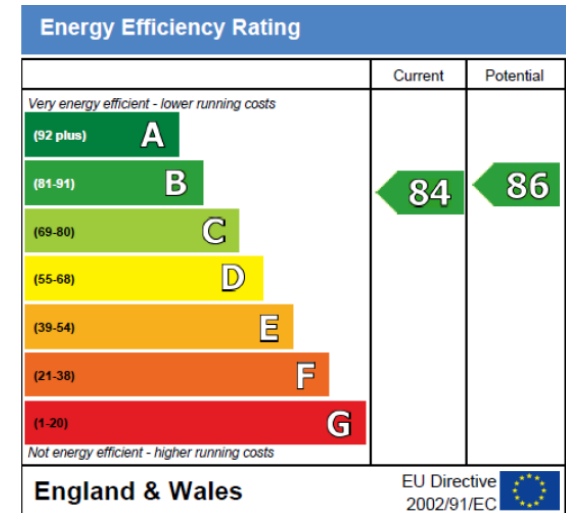 Energy Efficiency Rating
Current Potential
Very energy efficient - lower running costs
(92 plus) A
(81-91) B
84 86
(69-80) C
(55-68) D
(39-54) E
(21-38) F
(1-20) G
Not energy efficient - higher running costs
England & Wales
EU Directive
2002/91/EC